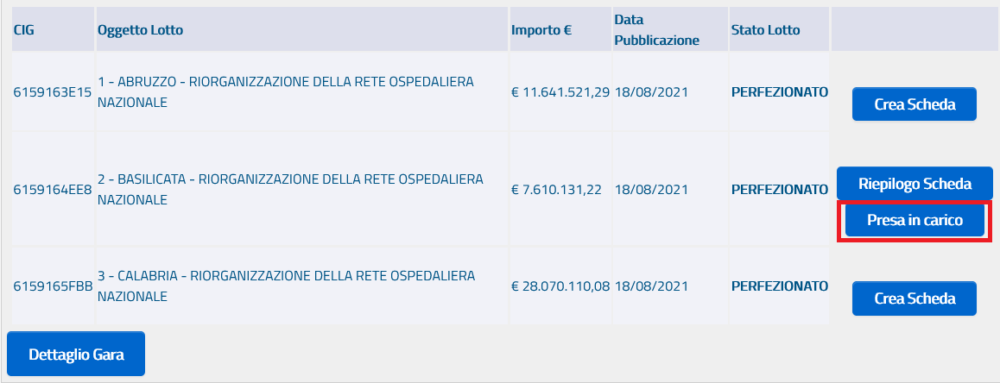 CIG Oggetto Lotto Importo € Data Pubblicazione Stato Lotto
6159163E15 1 - ABRUZZO - RIORGANIZZAZIONE DELLA RETE OSPEDALIERA NAZIONALE € 11.641.521,29 18/08/2021 PERFEZIONATO Crea Scheda
6159164EE8 2 - BASILICATA - RIORGANIZZAZIONE DELLA RETE OSPEDALIERA NAZIONALE € 7.610.131,22 18/08/2021 PERFEZIONATO Riepilogo Scheda
Presa in carico
6159165FBB 3 - CALABRIA - RIORGANIZZAZIONE DELLA RETE OSPEDALIERA NAZIONALE € 28.070.110,08 18/08/2021 PERFEZIONATO Crea Scheda
Dettaglio Gara